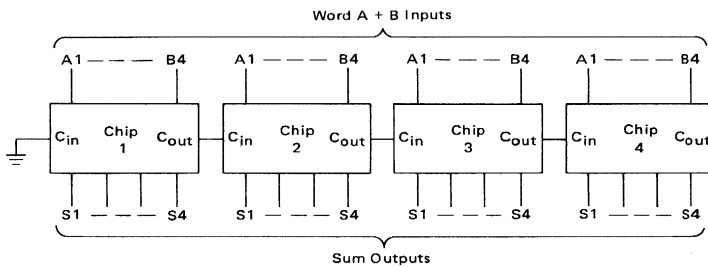 Word A + B Inputs
A1 — — — B4 A1 — — — B4 A1 — — — B4 A1 — — — B4
Cin Chip 1 Cout Cin Chip 2 Cout Cin Chip 3 Cout Cin Chip 4 Cout
S1 — — — S4 S1 — — — S4 S1 — — — S4 S1 — — — S4
Sum Outputs